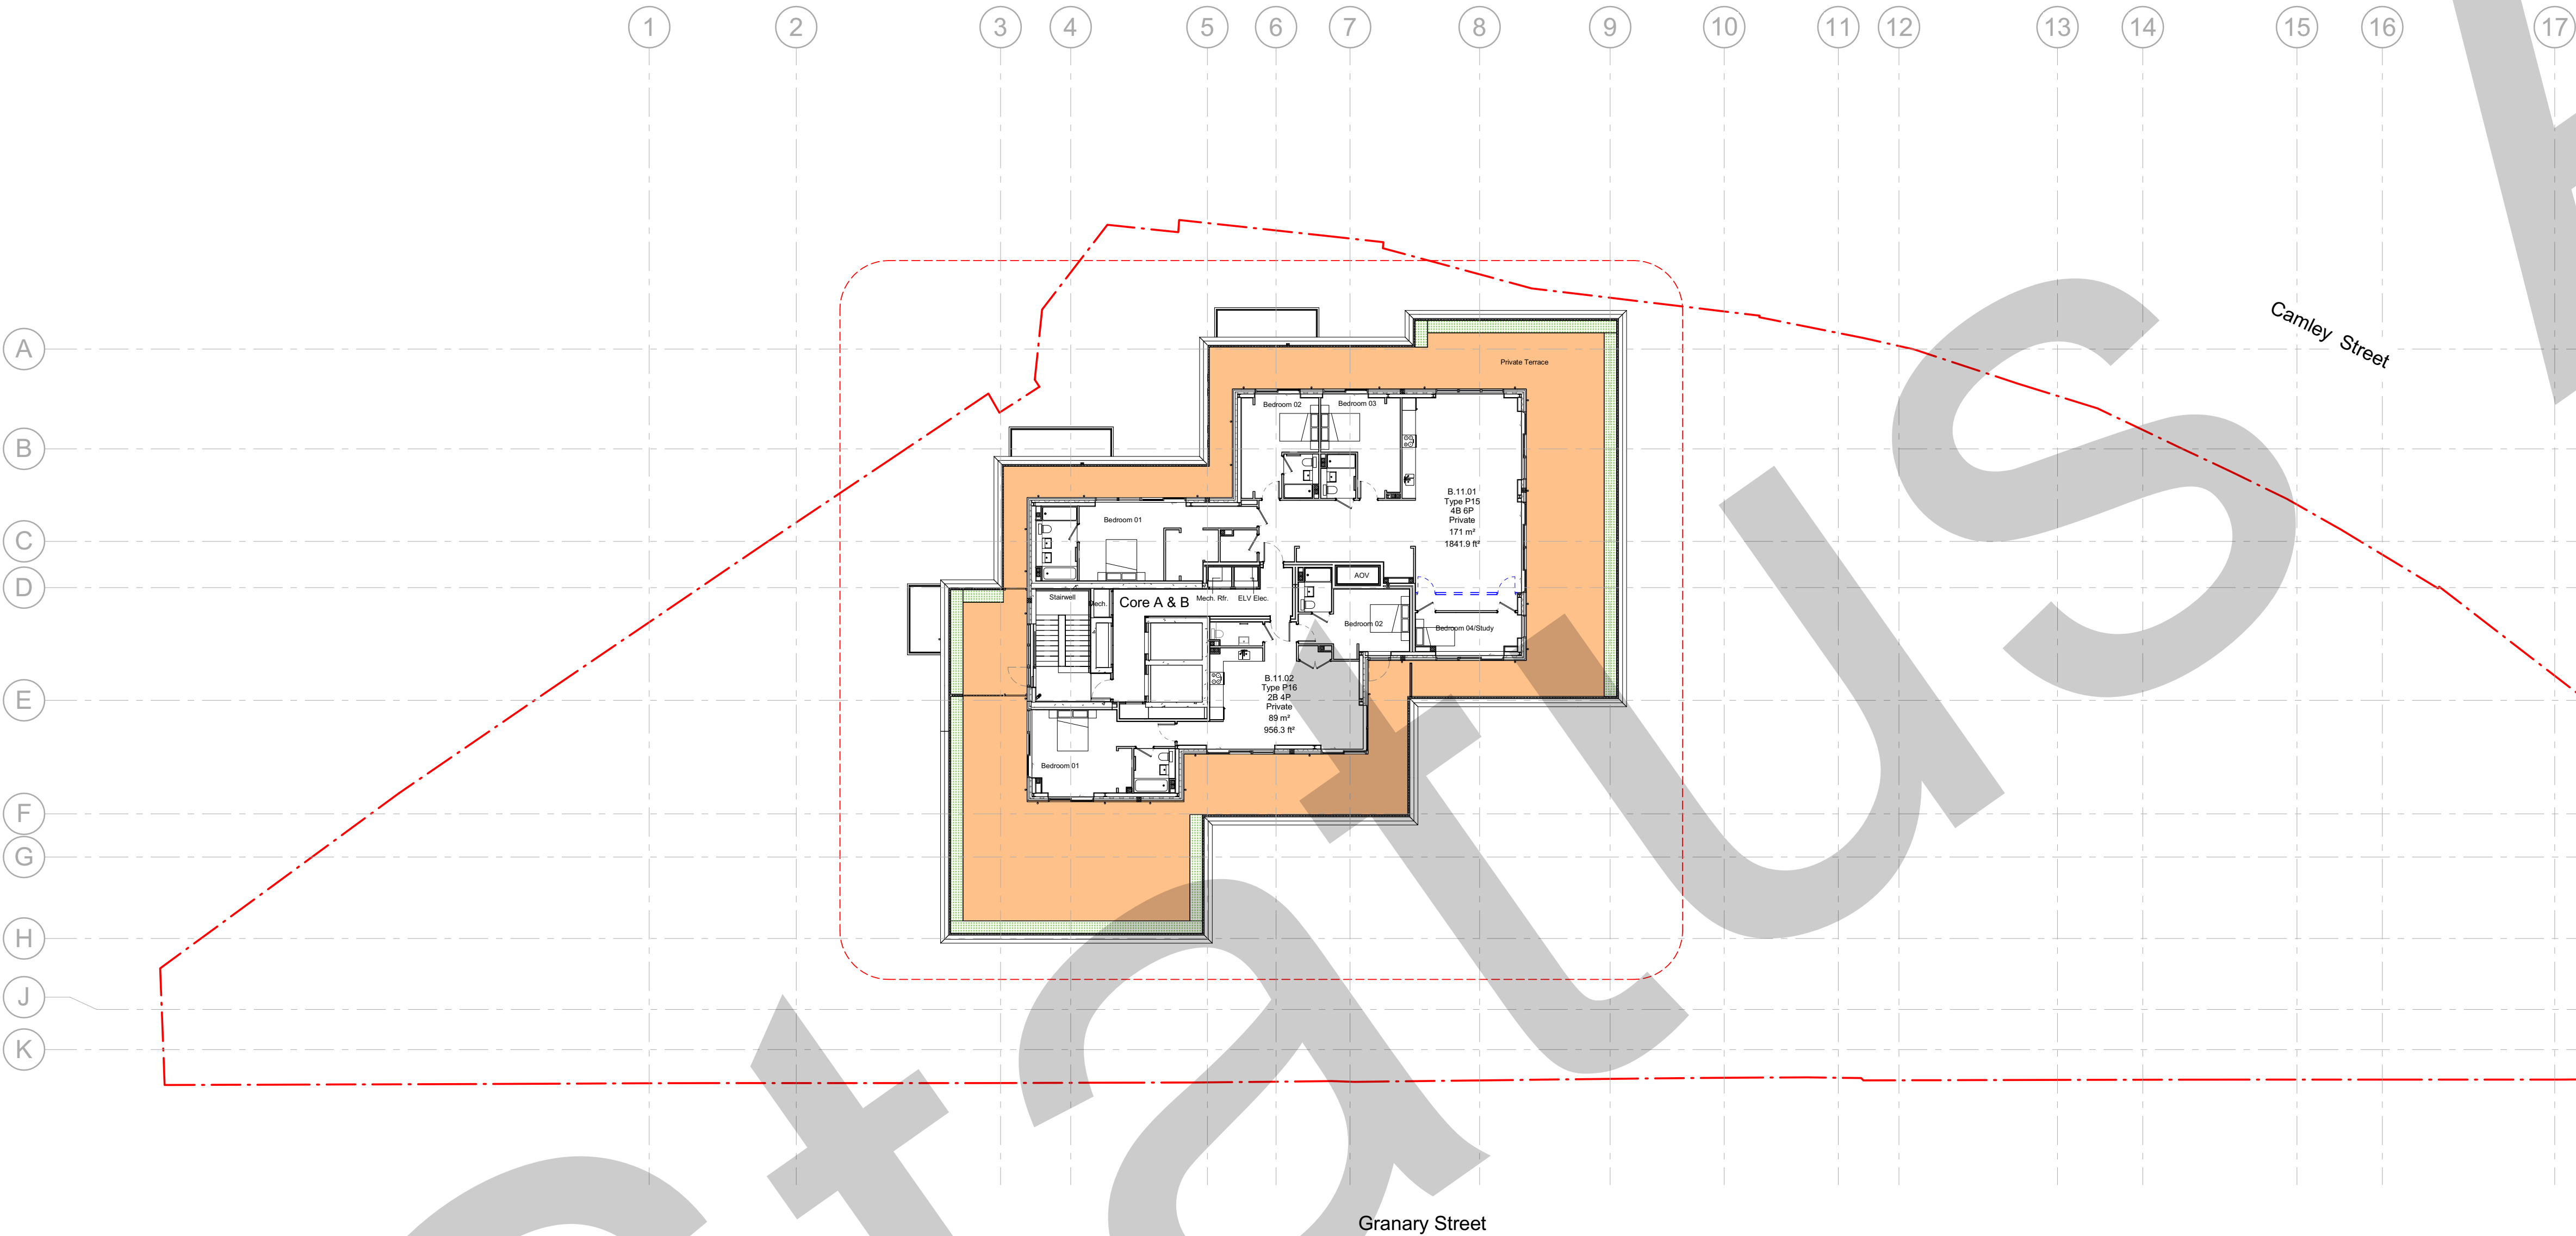 1 2 3 4 5 6 7 8 9 10 11 12 13 14 15 16 17
A
B
C
D
E
F
G
H
J
K
Camley Street
Private Terrace
Bedroom 02
Bedroom 03
B.11.01
Type P15
4B 6P
Private
171 m²
1841.9 ft²
Bedroom 01
AOV
Stairwell
Mech.
Core A & B
Mech. Rfr.
ELV Elec.
Bedroom 02
Bedroom 04/Study
B.11.02
Type P16
2B 4P
Private
89 m²
956.3 ft²
Bedroom 01
Granary Street